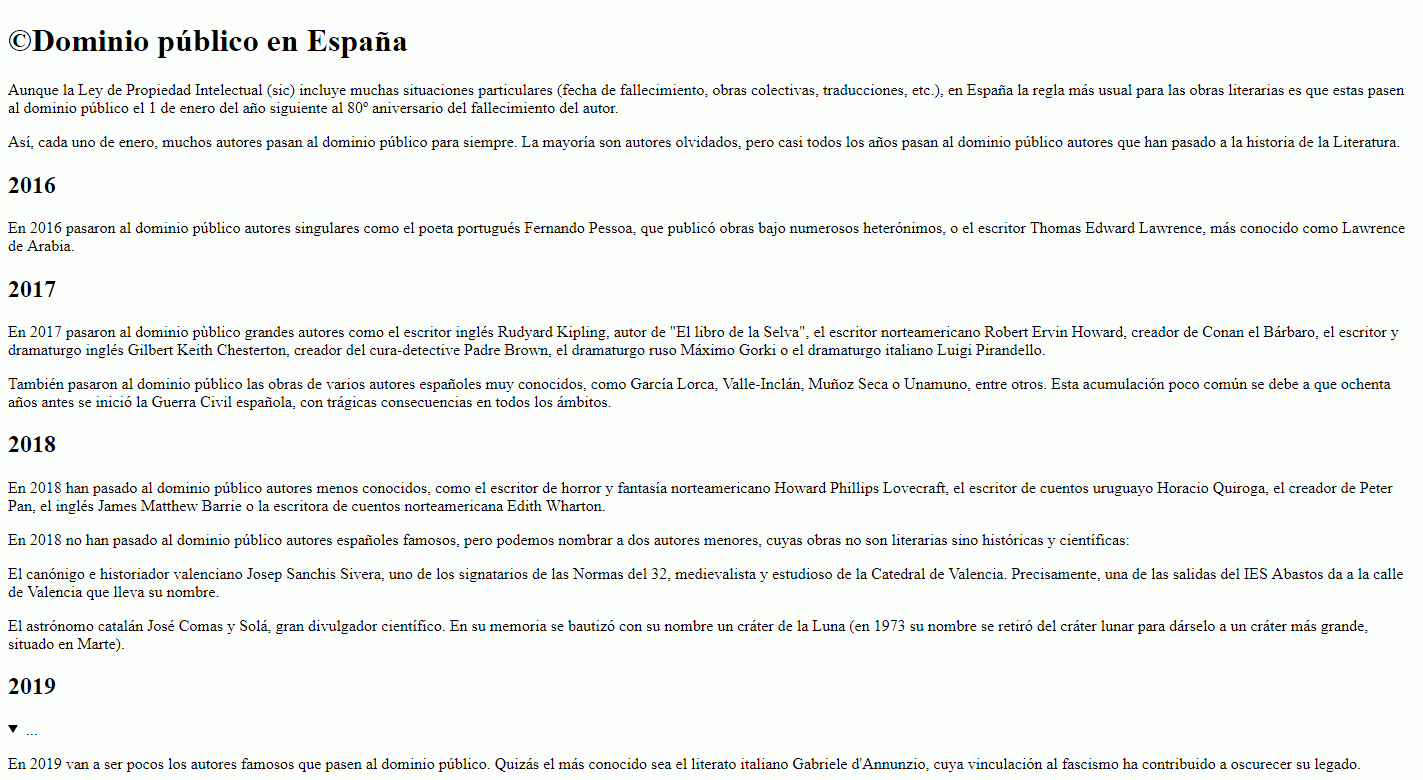 ©Dominio público en España
Aunque la Ley de Propiedad Intelectual (sic) incluye muchas situaciones particulares (fecha de fallecimiento, obras colectivas, traducciones, etc.), en España la regla más usual para las obras literarias es que estas pasen
al dominio público el 1 de enero del año siguiente al 80º aniversario del fallecimiento del autor.
Así, cada uno de enero, muchos autores pasan al dominio público para siempre. La mayoría son autores olvidados, pero casi todos los años pasan al dominio público autores que han pasado a la historia de la Literatura.
2016
En 2016 pasaron al dominio público autores singulares como el poeta portugués Fernando Pessoa, que publicó obras bajo numerosos heterónimos, o el escritor Thomas Edward Lawrence, más conocido como Lawrence
de Arabia.
2017
En 2017 pasaron al dominio pùblico grandes autores como el escritor inglés Rudyard Kipling, autor de "El libro de la Selva", el escritor norteamericano Robert Ervin Howard, creador de Conan el Bárbaro, el escritor y
dramaturgo inglés Gilbert Keith Chesterton, creador del cura-detective Padre Brown, el dramaturgo ruso Máximo Gorki o el dramaturgo italiano Luigi Pirandello.
También pasaron al dominio público las obras de varios autores españoles muy conocidos, como García Lorca, Valle-Inclán, Muñoz Seca o Unamuno, entre otros. Esta acumulación poco común se debe a que ochenta
años antes se inició la Guerra Civil española, con trágicas consecuencias en todos los ámbitos.
2018
En 2018 han pasado al dominio público autores menos conocidos, como el escritor de horror y fantasía norteamericano Howard Phillips Lovecraft, el escritor de cuentos uruguayo Horacio Quiroga, el creador de Peter
Pan, el inglés James Matthew Barrie o la escritora de cuentos norteamericana Edith Wharton.
En 2018 no han pasado al dominio público autores españoles famosos, pero podemos nombrar a dos autores menores, cuyas obras no son literarias sino históricas y científicas:
El canónigo e historiador valenciano Josep Sanchis Sivera, uno de los signatarios de las Normas del 32, medievalista y estudioso de la Catedral de Valencia. Precisamente, una de las salidas del IES Abastos da a la calle
de Valencia que lleva su nombre.
El astrónomo catalán José Comas y Solá, gran divulgador científico. En su memoria se bautizó con su nombre un cráter de la Luna (en 1973 su nombre se retiró del cráter lunar para dárselo a un cráter más grande,
situado en Marte).
2019
▼ ...
En 2019 van a ser pocos los autores famosos que pasen al dominio público. Quizás el más conocido sea el literato italiano Gabriele d'Annunzio, cuya vinculación al fascismo ha contribuido a oscurecer su legado.